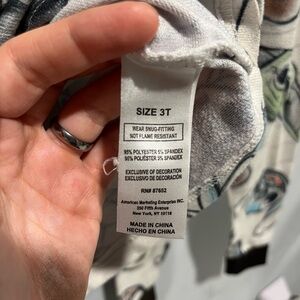 SIZE 3T
WEAR SNUG-FITTING
NOT FLAME RESISTANT
95% POLYESTER 5% SPANDEX
95% POLIÉSTER 5% SPANDEX
EXCLUSIVE OF DECORATION
EXCLUSIVO DE DECORACIÓN
RN# 87652
American Marketing Enterprise INC.
350 Fifth Avenue
New York, NY 10118
MADE IN CHINA
HECHO EN CHINA